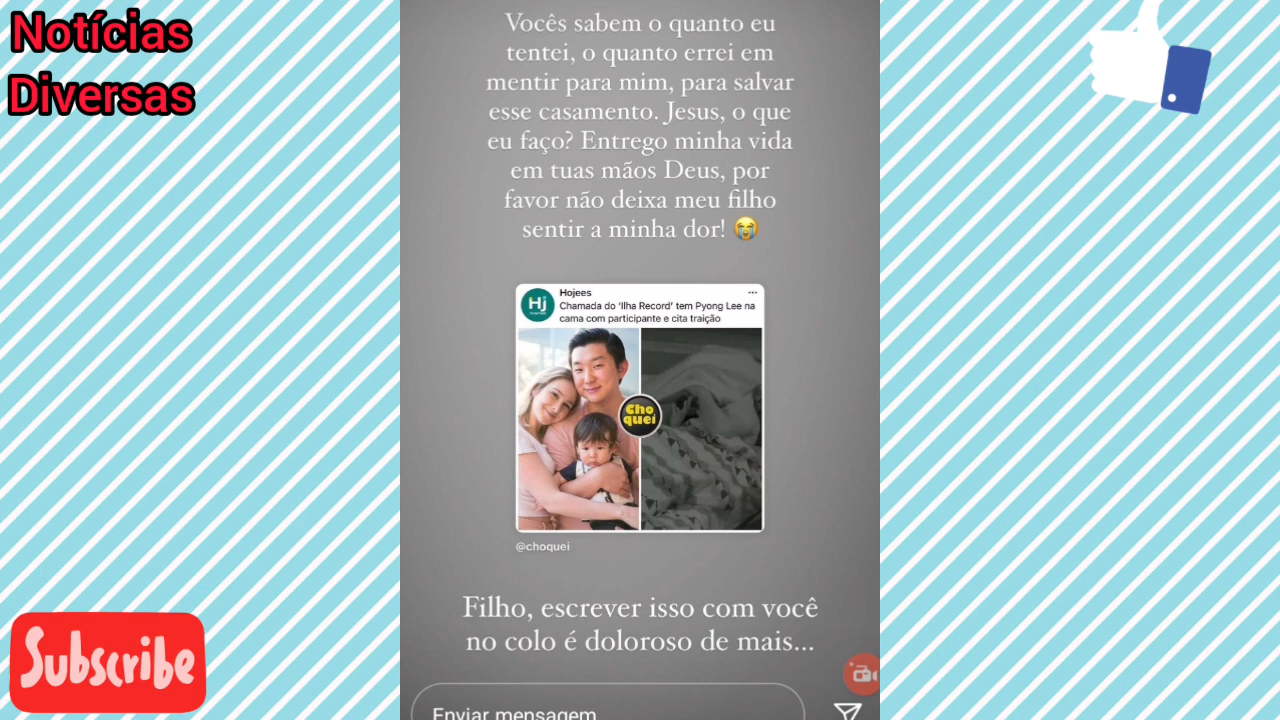 Notícias
Diversas
Vocês sabem o quanto eu
tentei, o quanto errei em
mentir para mim, para salvar
esse casamento. Jesus, o que
eu faço? Entrego minha vida
em tuas mãos Deus, por
favor não deixa meu filho
sentir a minha dor! 😭
Hj
Hojees
Chamada do 'Ilha Record' tem Pyong Lee na
cama com participante e cita traição
Cho
quei
@choquei
Filho, escrever isso com você
no colo é doloroso de mais...
Subscribe
Enviar mensagem